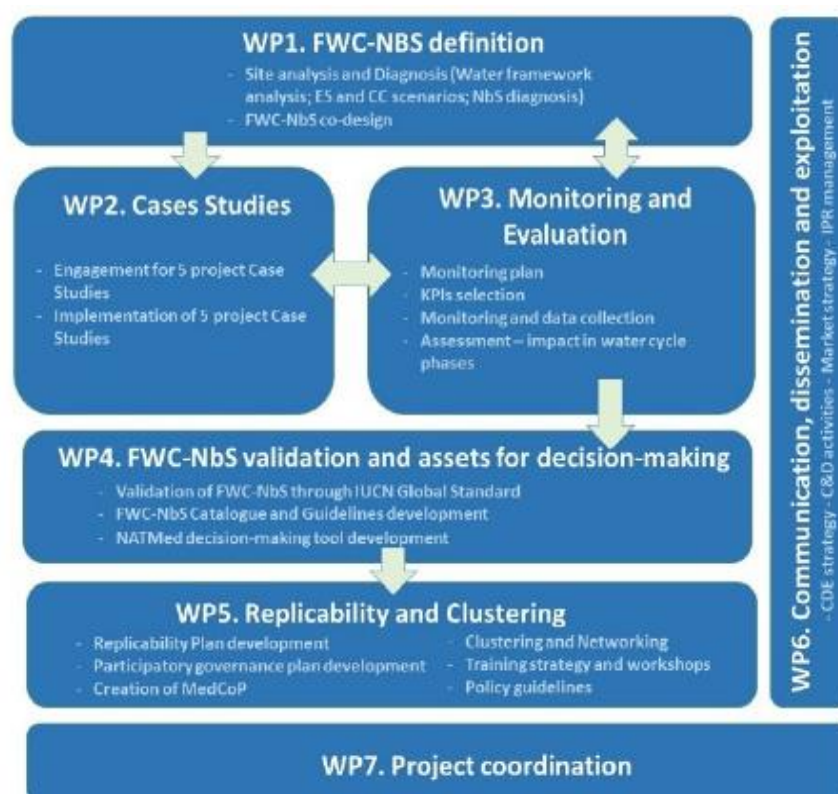 WP1. FWC-NBS definition
- Site analysis and Diagnosis (Water framework
analysis; ES and CC scenarios; NbS diagnosis)
- FWC-NbS co-design
WP2. Cases Studies
- Engagement for 5 project Case
Studies
- Implementation of 5 project Case
Studies
WP3. Monitoring and
Evaluation
- Monitoring plan
- KPIs selection
- Monitoring and data collection
- Assessment – impact in water cycle
phases
WP4. FWC-NbS validation and assets for decision-making
- Validation of FWC-NbS through IUCN Global Standard
- FWC-NbS Catalogue and Guidelines development
- NATMed decision-making tool development
WP5. Replicability and Clustering
- Replicability Plan development
- Participatory governance plan development
- Creation of MedCoP
- Clustering and Networking
- Training strategy and workshops
- Policy guidelines
WP6. Communication, dissemination and exploitation
- CDE strategy - C&D activities - Market strategy - IPR management
WP7. Project coordination